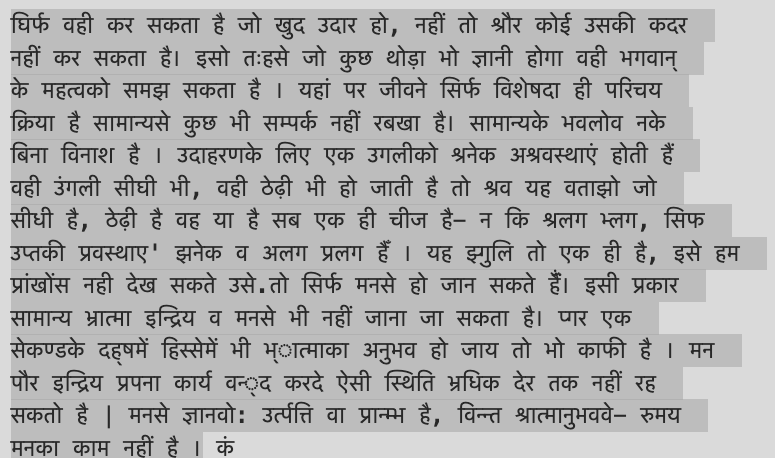 घिर्फ वही कर सकता है जो खुद उदार हो, नहीं तो श्रौर कोई उसकी कदर
नहीं कर सकता है। इसो तःहसे जो कुछ थोड़ा भो ज्ञानी होगा वही भगवान्
के महत्वको समझ सकता है । यहां पर जीवने सिर्फ विशेषदा ही परिचय
क्रिया है सामान्यसे कुछ भी सम्पर्क नहीं रबखा है। सामान्यके भवलोव नके
बिना विनाश है । उदाहरणके लिए एक उगलीको श्रनेक अश्रवस्थाएं होती हैं
वही उंगली सीघी भी, वही ठेढ़ी भी हो जाती है तो श्रव यह वताझो जो
सीधी है, ठेढ़ी है वह या है सब एक ही चीज है– न कि श्रलग भ्लग, सिफ
उप्तकी प्रवस्थाए' झनेक व अलग प्रलग हैँ । यह झ्गुलि तो एक ही है, इसे हम
प्रांखोंस नही देख सकते उसे.तो सिर्फ मनसे हो जान सकते हैं। इसी प्रकार
सामान्य भ्रात्मा इन्द्रिय व मनसे भी नहीं जाना जा सकता है। प्गर एक
सेकण्डके दह्षमें हिस्सेमें भी भ्ात्माका अनुभव हो जाय तो भो काफी है । मन
पौर इन्द्रिय प्रपना कार्य वन््द करदे ऐसी स्थिति भ्रधिक देर तक नहीं रह
सकतो है | मनसे ज्ञानवो: उर्त्पत्ति वा प्रान्म्भ है, विन्न्त श्रात्मानुभववे– रुमय
मनका काम नहीं है । कं